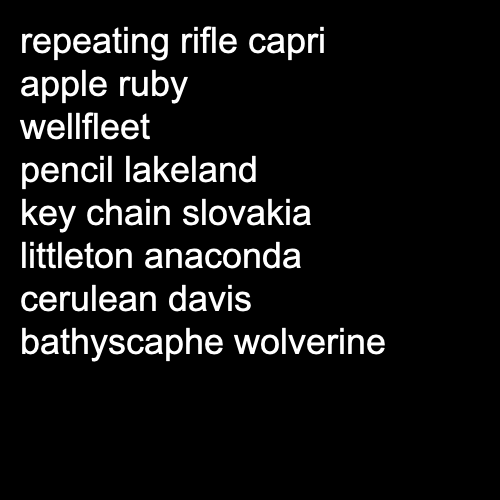 repeating rifle capri
apple ruby
wellfleet
pencil lakeland
key chain slovakia
littleton anaconda
cerulean davis
bathyscaphe wolverine